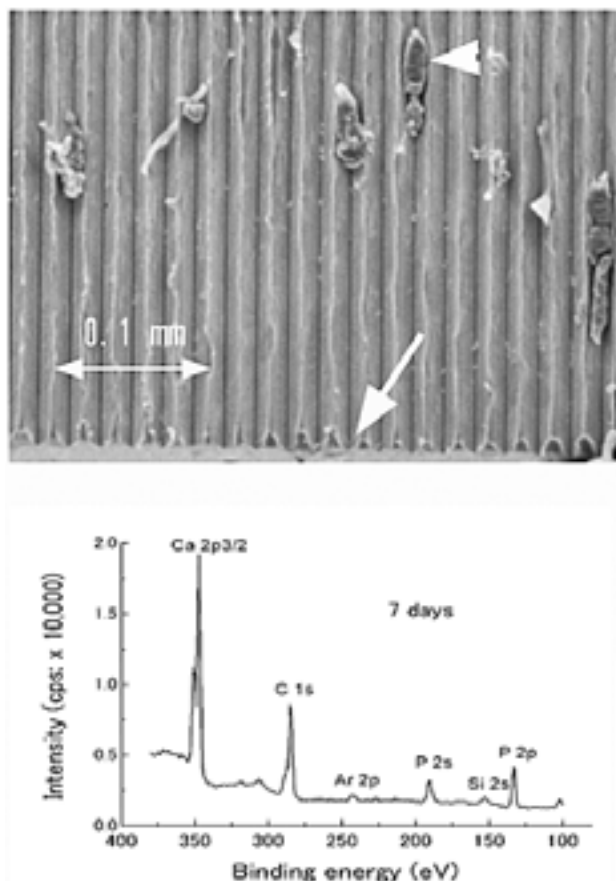 0.1 mm
2.0
1.5
1.0
0.5
0.0
Intensity (cps; x 10,000)
Ca 2p3/2
7 days
C 1s
Ar 2p
P 2s
Si 2s
P 2p
400 350 300 250 200 150 100
Binding energy (eV)